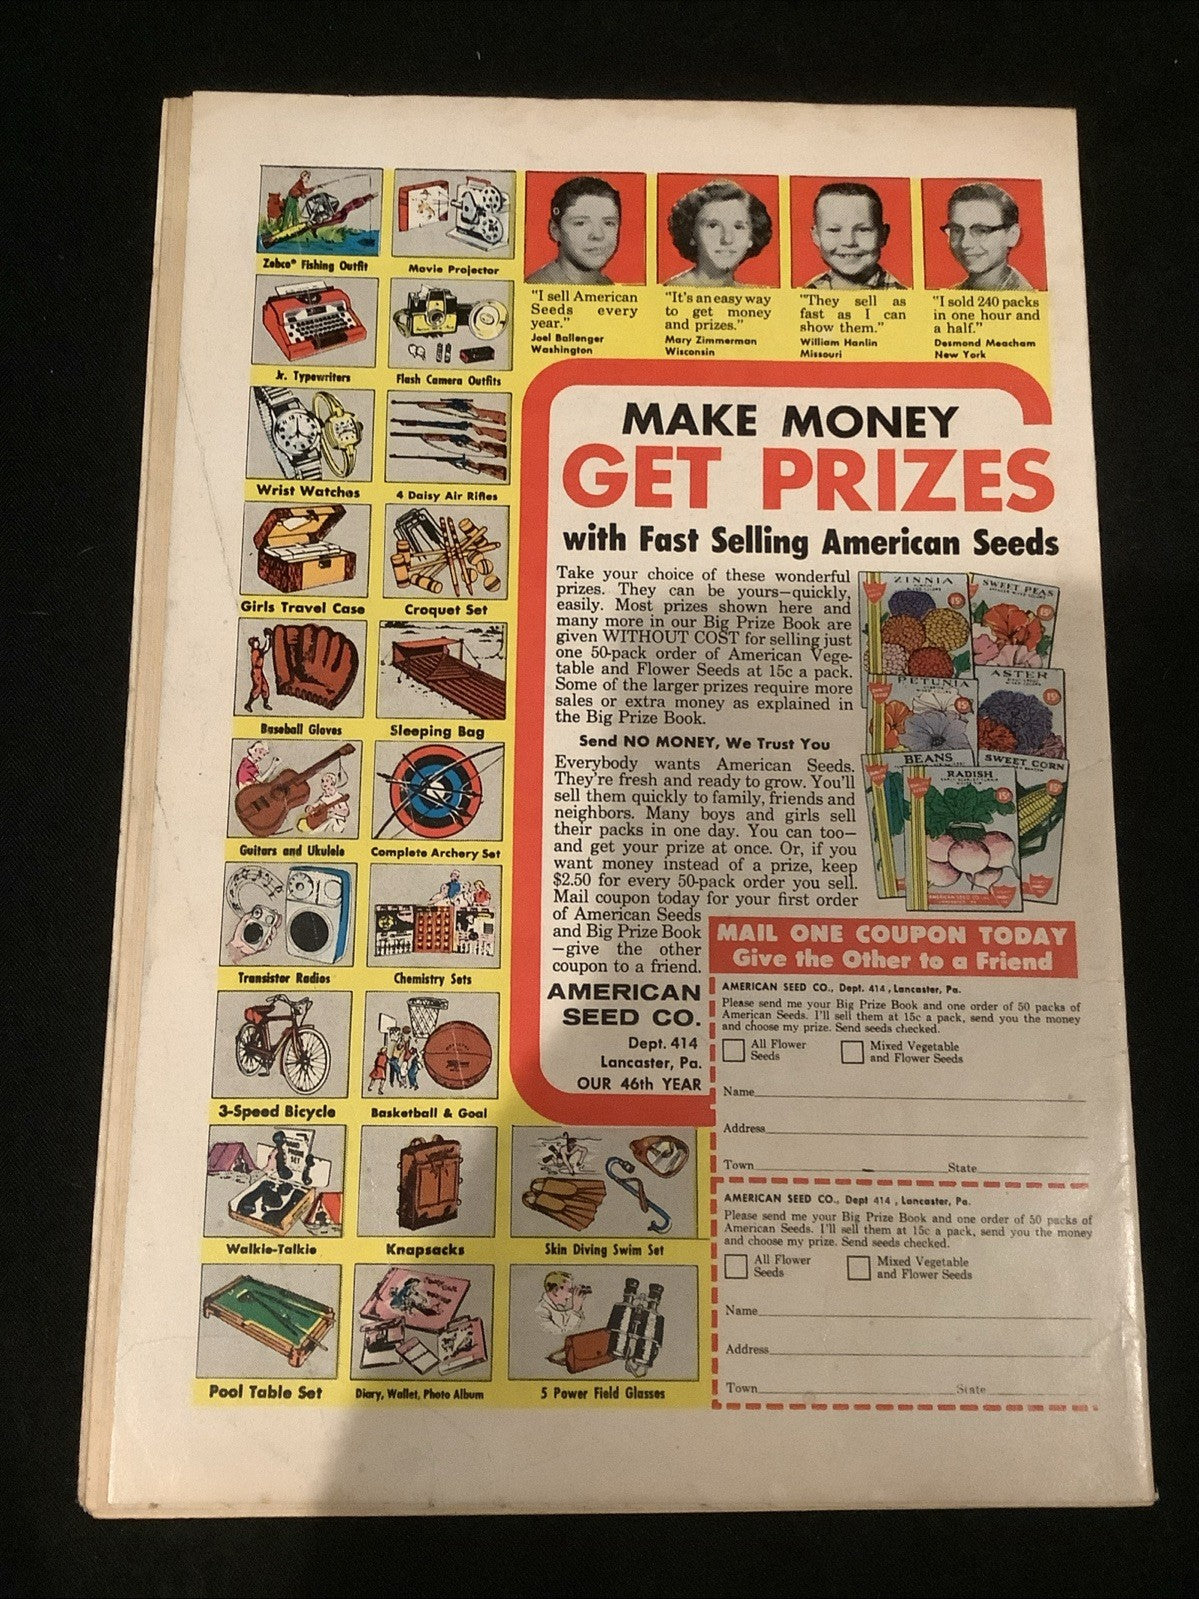 Zebco® Fishing Outfit
Movie Projector
Jr. Typewriters
Flash Camera Outfits
Wrist Watches
4 Daisy Air Rifles
Girls Travel Case
Croquet Set
Baseball Gloves
Sleeping Bag
Guitars and Ukulele
Complete Archery Set
Transistor Radios
Chemistry Sets
3-Speed Bicycle
Basketball & Goal
Walkie-Talkie
Knapsacks
Skin Diving Swim Set
Pool Table Set
Diary, Wallet, Photo Album
5 Power Field Glasses
"I sell American
Seeds every
year."
Joel Ballenger
Washington
"It's an easy way
to get money
and prizes."
Mary Zimmerman
Wisconsin
"They sell as
fast as I can
show them."
William Hanlin
Missouri
"I sold 240 packs
in one hour and
a half."
Desmond Meacham
New York
MAKE MONEY
GET PRIZES
with Fast Selling American Seeds
Take your choice of these wonderful
prizes. They can be yours—quickly,
easily. Most prizes shown here and
many more in our Big Prize Book are
given WITHOUT COST for selling just
one 50-pack order of American Vege-
table and Flower Seeds at 15c a pack.
Some of the larger prizes require more
sales or extra money as explained in
the Big Prize Book.
Send NO MONEY, We Trust You
Everybody wants American Seeds.
They're fresh and ready to grow. You'll
sell them quickly to family, friends and
neighbors. Many boys and girls sell
their packs in one day. You can too—
and get your prize at once. Or, if you
want money instead of a prize, keep
$2.50 for every 50-pack order you sell.
Mail coupon today for your first order
of American Seeds
and Big Prize Book
—give the other
coupon to a friend.
AMERICAN
SEED CO.
Dept. 414
Lancaster, Pa.
OUR 46th YEAR
ZINNIA
15¢
SWEET PEAS
15¢
PETUNIA
15¢
ASTER
15¢
BEANS
SWEET CORN
15¢
RADISH
15¢
AMERICAN SEED CO.
MAIL ONE COUPON TODAY
Give the Other to a Friend
AMERICAN SEED CO., Dept. 414, Lancaster, Pa.
Please send me your Big Prize Book and one order of 50 packs of
American Seeds. I'll sell them at 15c a pack, send you the money
and choose my prize. Send seeds checked.
All Flower
Seeds
Mixed Vegetable
and Flower Seeds
Name
Address
Town State
AMERICAN SEED CO., Dept 414, Lancaster, Pa.
Please send me your Big Prize Book and one order of 50 packs of
American Seeds. I'll sell them at 15c a pack, send you the money
and choose my prize. Send seeds checked.
All Flower
Seeds
Mixed Vegetable
and Flower Seeds
Name
Address
Town State